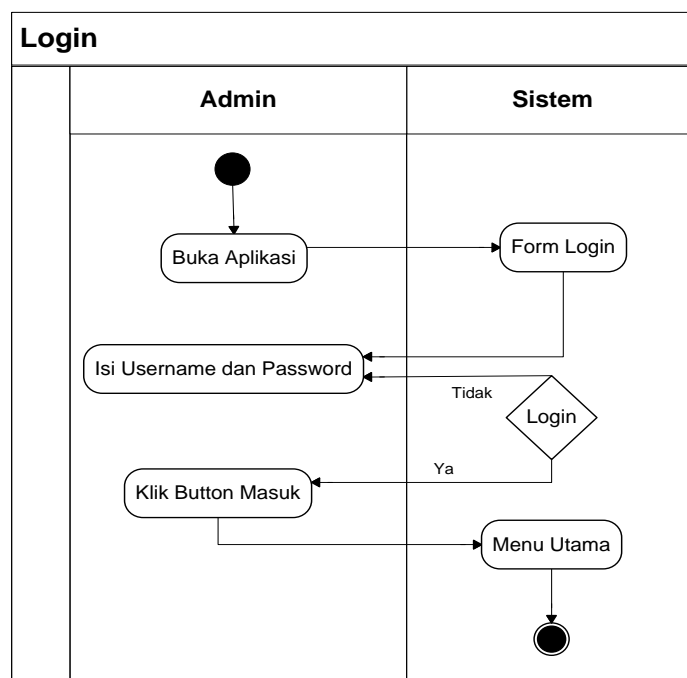 Login
Admin
Sistem
Buka Aplikasi
Form Login
Isi Username dan Password
Tidak
Login
Ya
Klik Button Masuk
Menu Utama